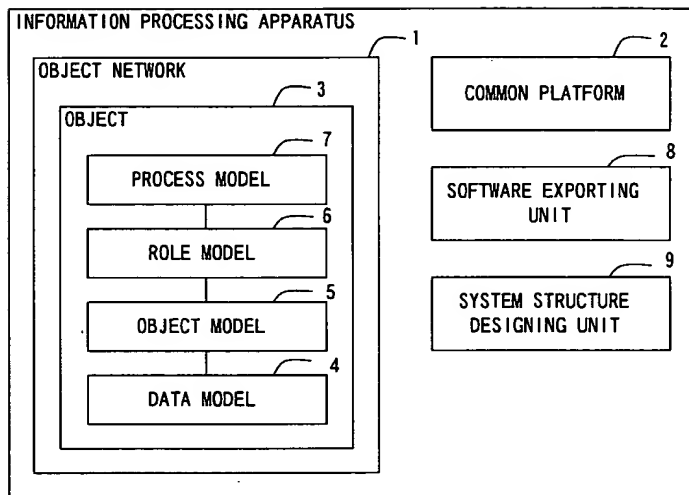 INFORMATION PROCESSING APPARATUS
1
OBJECT NETWORK
3
OBJECT
7
PROCESS MODEL
6
ROLE MODEL
5
OBJECT MODEL
4
DATA MODEL
2
COMMON PLATFORM
8
SOFTWARE EXPORTING
UNIT
9
SYSTEM STRUCTURE
DESIGNING UNIT